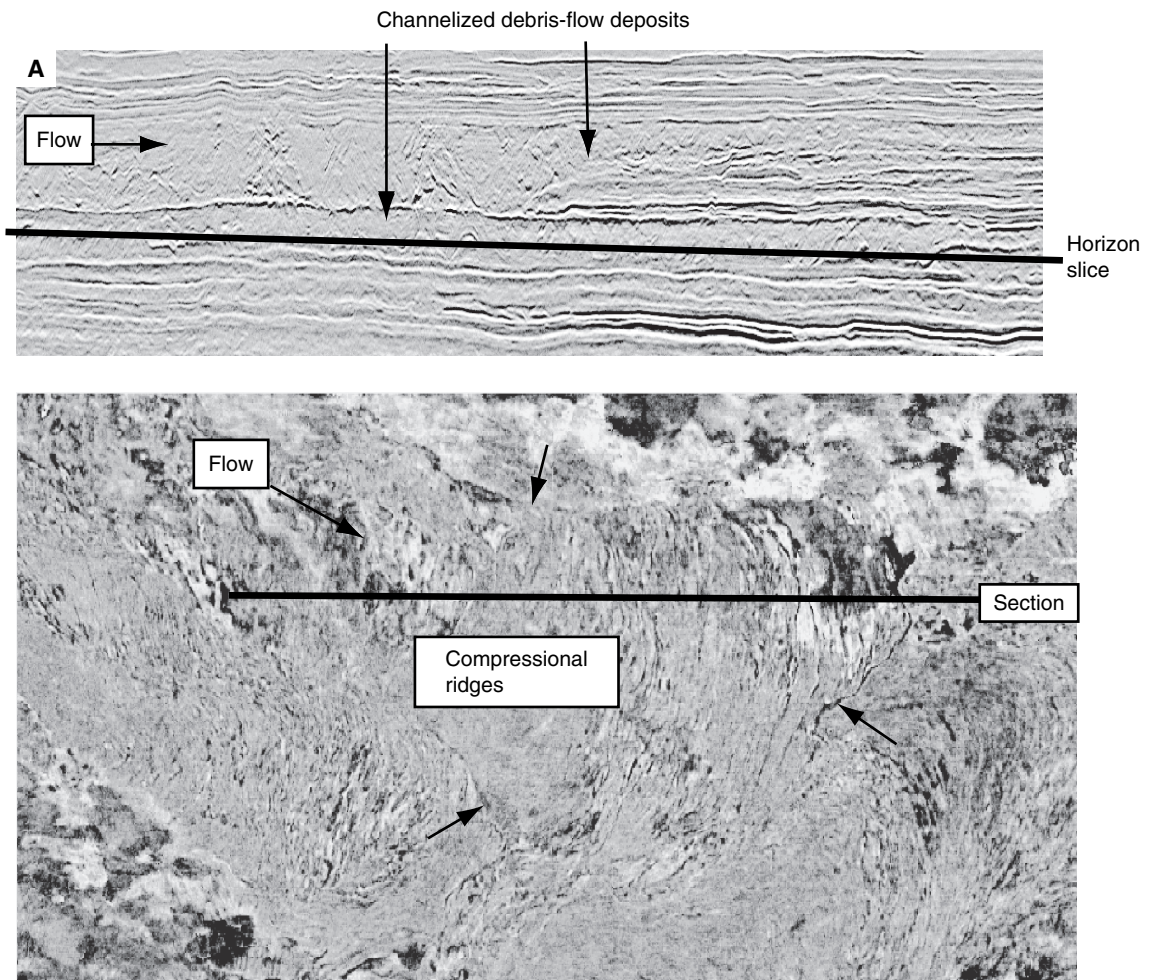 Channelized debris-flow deposits
A
Flow
Horizon
slice
Flow
Section
Compressional
ridges